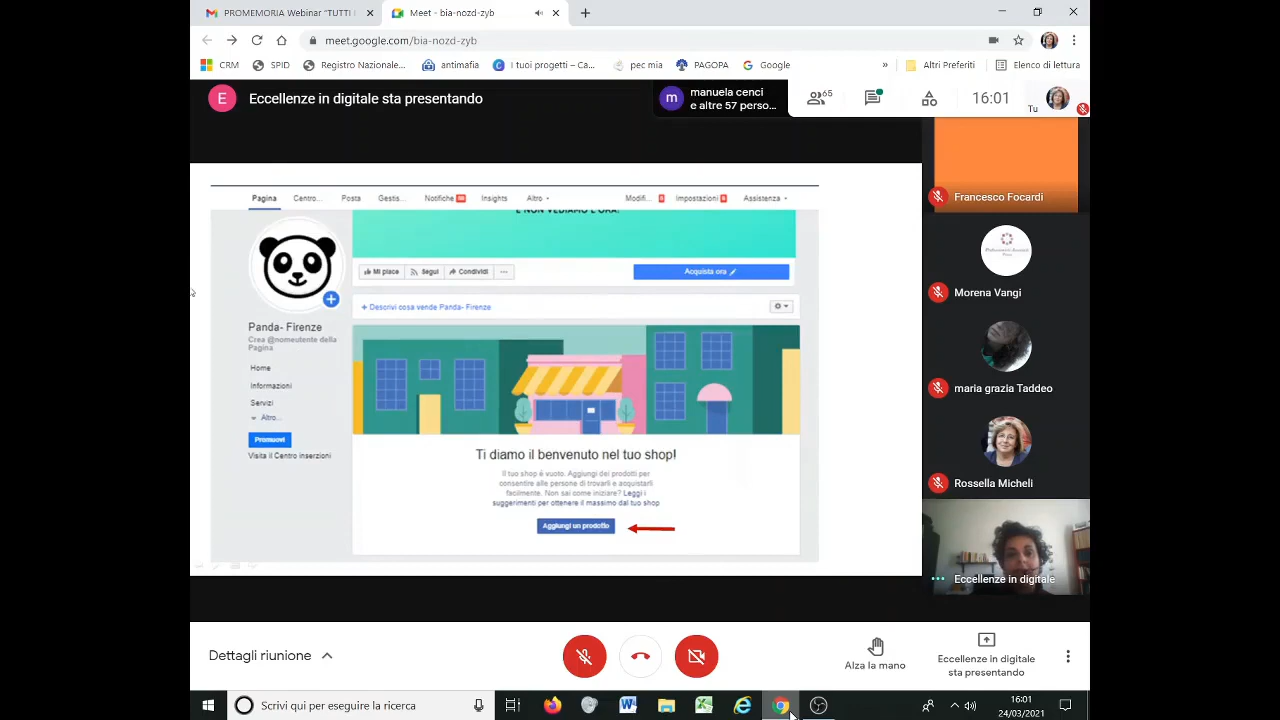 PROMEMORIA Webinar "TUTTI I
Meet - bia-nozd-zyb
meet.google.com/bia-nozd-zyb
CRM
SPID
Registro Nazionale...
antimafia
I tuoi progetti – Ca...
pec mia
PAGOPA
Google
»
Altri Preferiti
Elenco di lettura
E
Eccellenze in digitale sta presentando
m
manuela cenci
e altre 57 perso...
65
16:01
Tu
Pagina
Centro...
Posta
Gestis...
Notifiche
Insights
Altro
Modifi...
Impostazioni
Assistenza
E NON VEDIAMO L'ORA!
Mi piace
Segui
Condividi
...
Acquista ora
+ Descrivi cosa vende Panda- Firenze
Panda- Firenze
Crea @nomeutente della
Pagina
Home
Informazioni
Servizi
Altro...
Promuovi
Visita il Centro inserzioni
Ti diamo il benvenuto nel tuo shop!
Il tuo shop è vuoto. Aggiungi dei prodotti per
consentire alle persone di trovarli e acquistarli
facilmente. Non sai come iniziare? Leggi i
suggerimenti per ottenere il massimo dal tuo shop
Aggiungi un prodotto
Francesco Focardi
Morena Vangi
maria grazia Taddeo
Rossella Micheli
Eccellenze in digitale
Dettagli riunione
Alza la mano
Eccellenze in digitale
sta presentando
Scrivi qui per eseguire la ricerca
16:01
24/03/2021